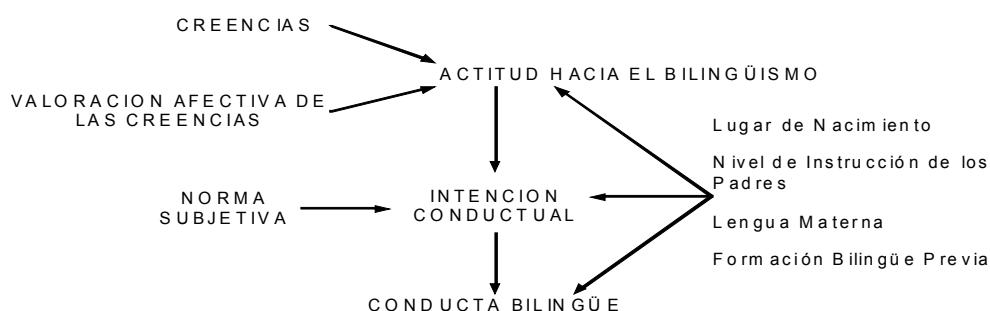 CREENCIAS
ACTITUD HACIA EL BILINGÜISMO
VALORACION AFECTIVA DE
LAS CREENCIAS
Lugar de Nacimiento
Nivel de Instrucción de los
Padres
NORMA
SUBJETIVA
INTENCION
CONDUCTUAL
Lengua Materna
Formación Bilingüe Previa
CONDUCTA BILINGÜE